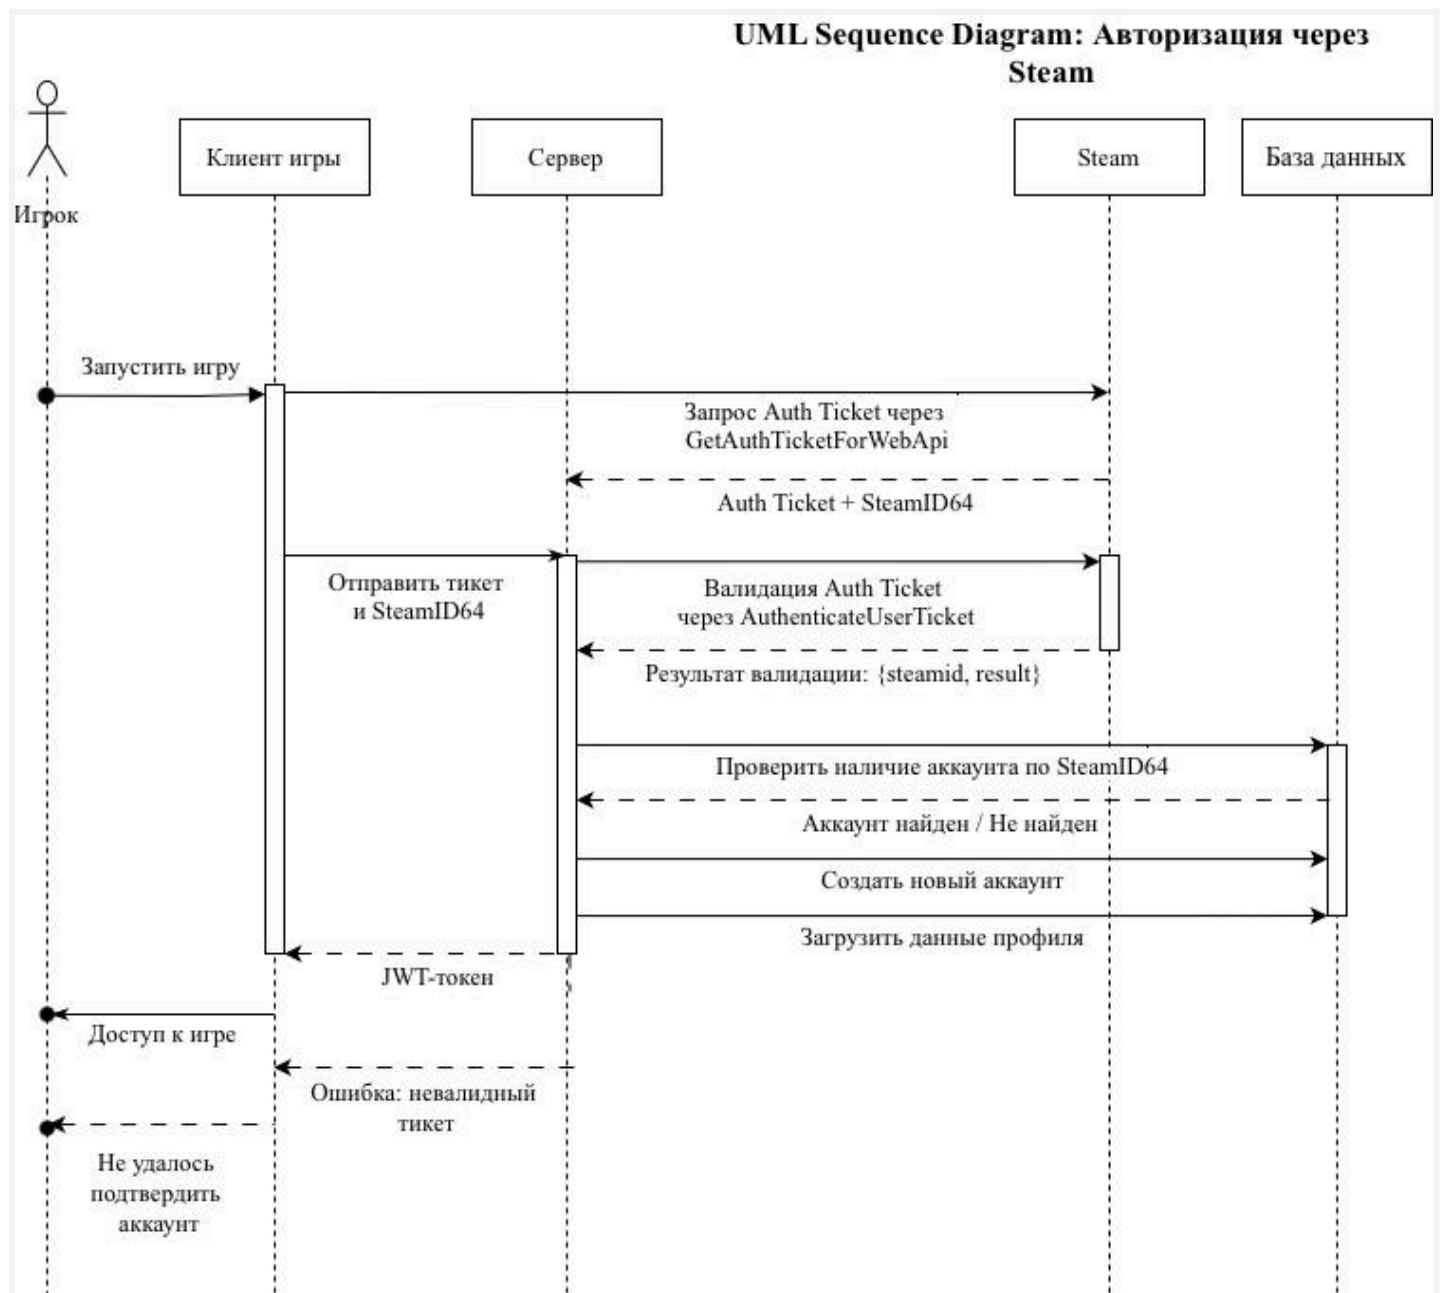 UML Sequence Diagram: Авторизация через
Steam
Игрок
Клиент игры
Сервер
Steam
База данных
Запустить игру
Запрос Auth Ticket через
GetAuthTicketForWebApi
Auth Ticket + SteamID64
Отправить тикет
и SteamID64
Валидация Auth Ticket
через AuthenticateUserTicket
Результат валидации: {steamid, result}
Проверить наличие аккаунта по SteamID64
Аккаунт найден / Не найден
Создать новый аккаунт
Загрузить данные профиля
JWT-токен
Доступ к игре
Ошибка: невалидный
тикет
Не удалось
подтвердить
аккаунт